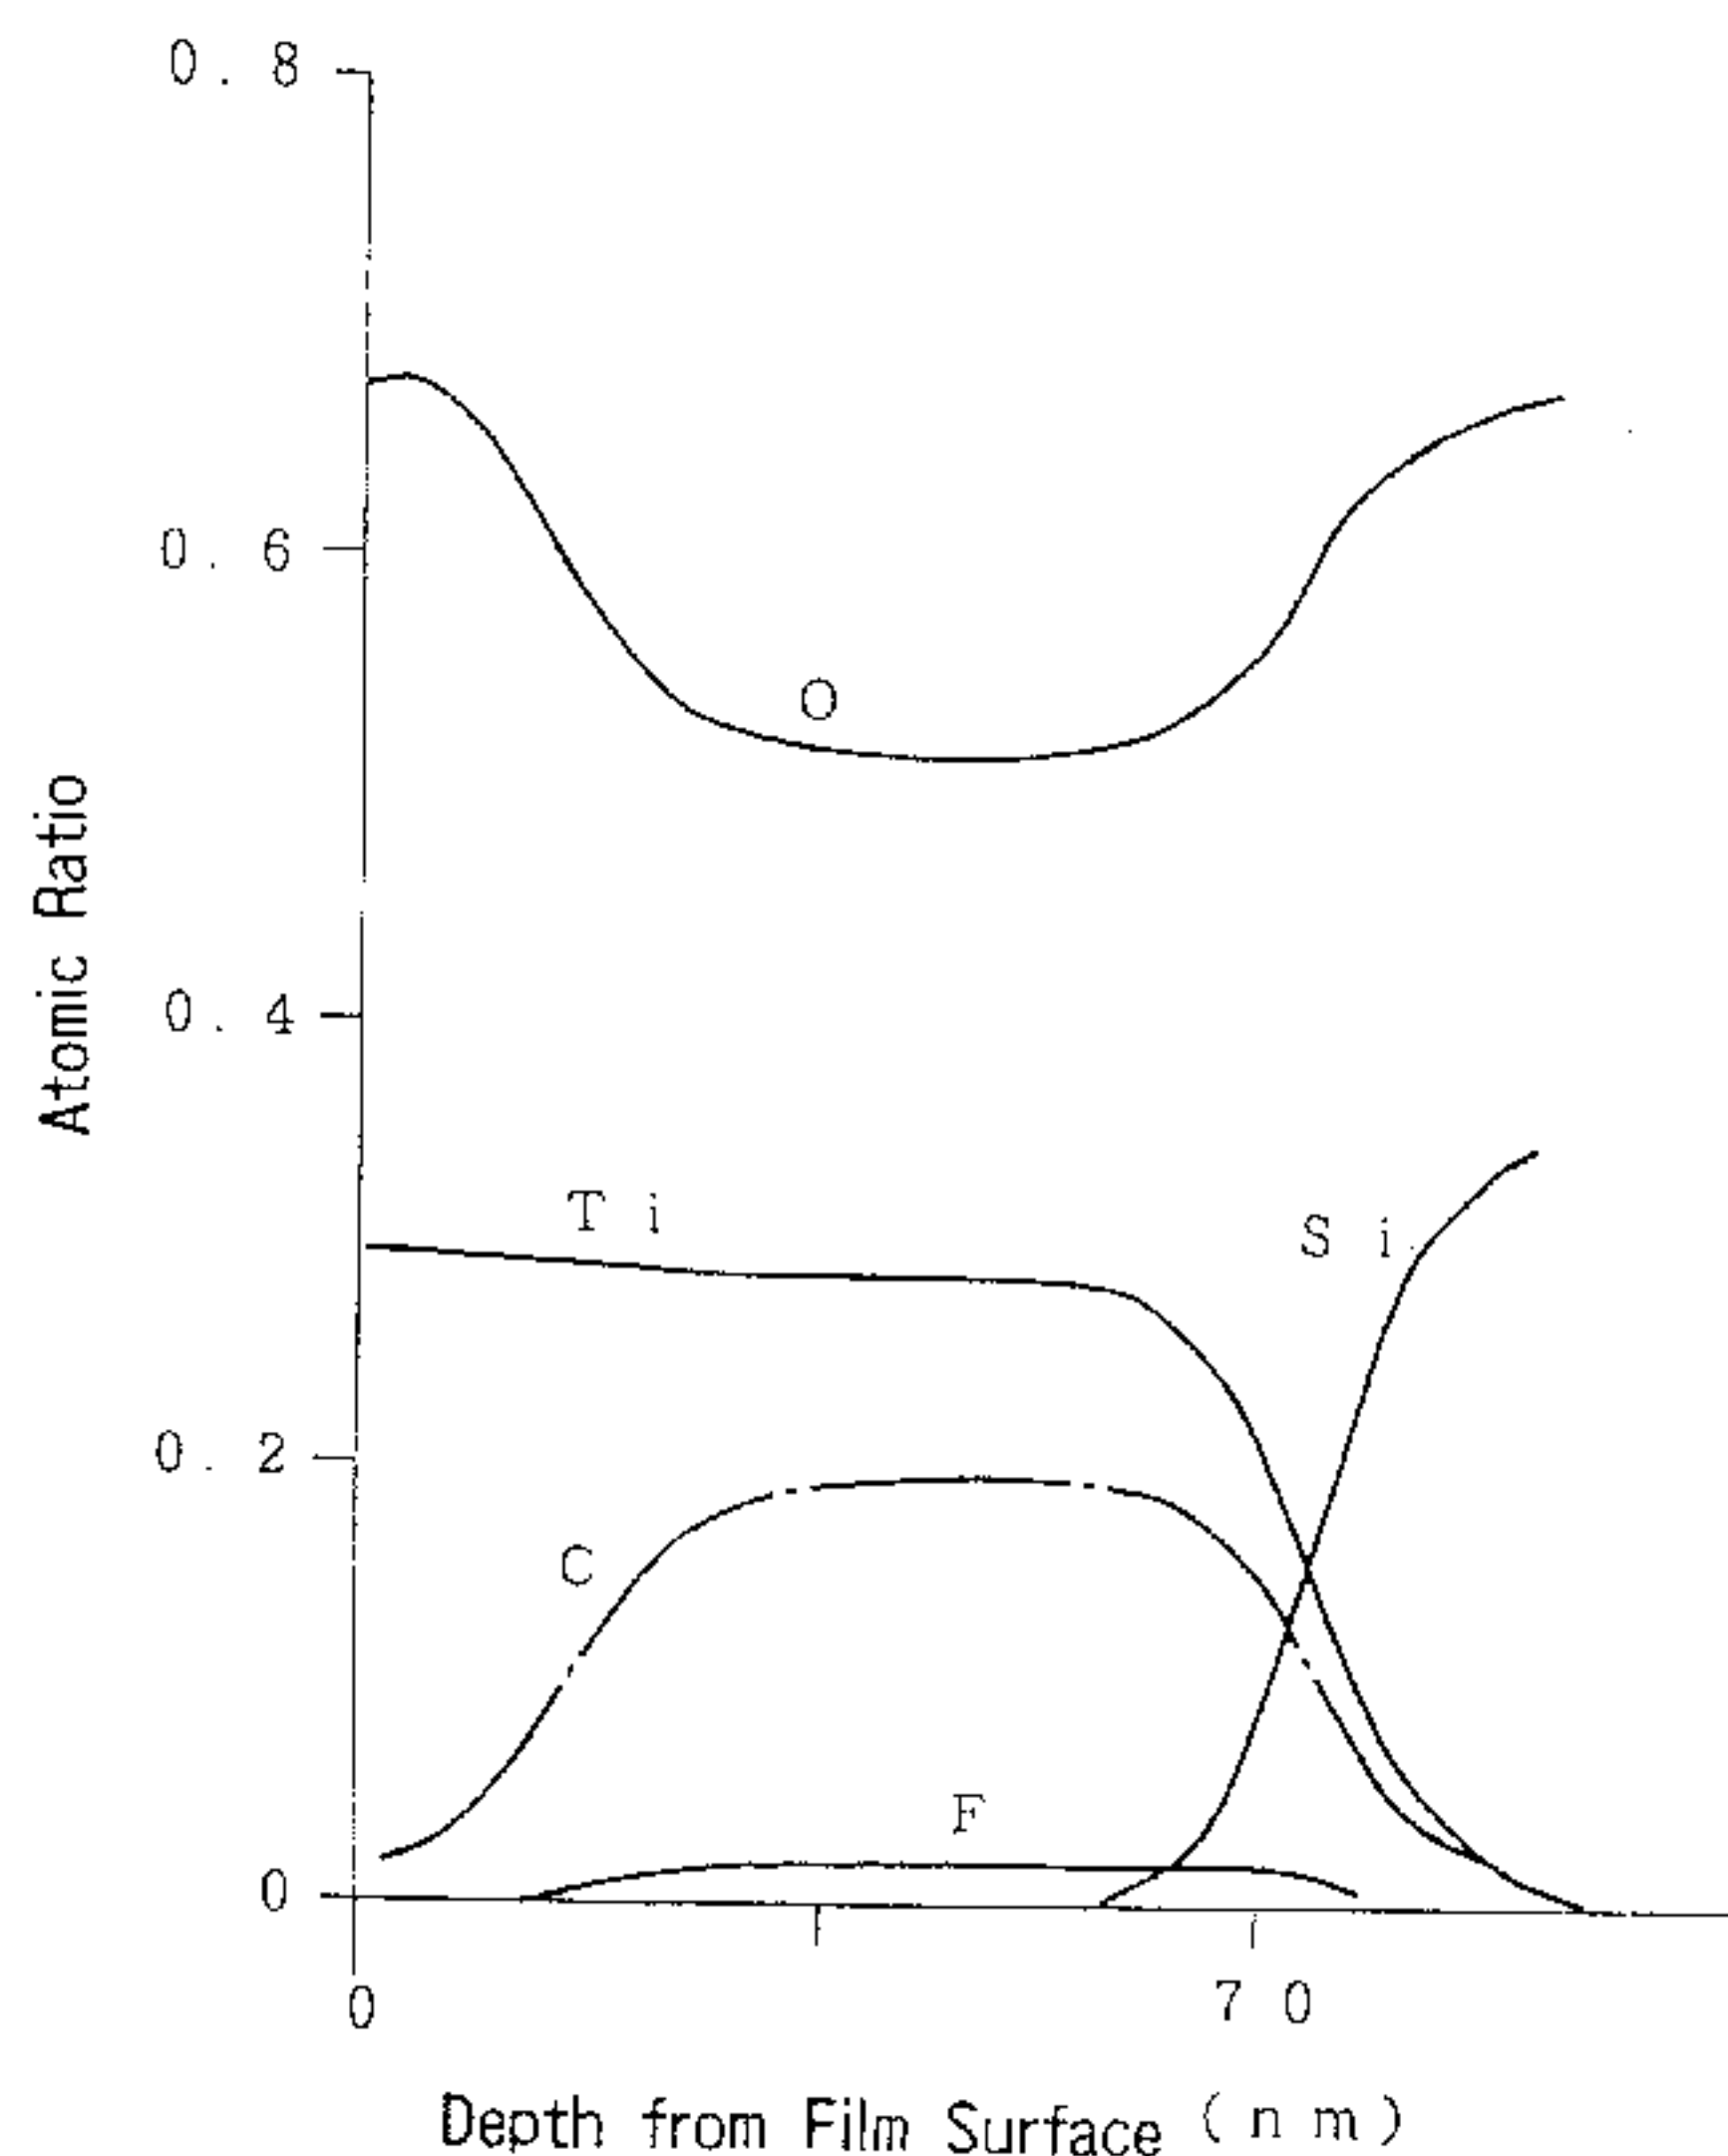 0.8
0.6
0.4
0.2
0
Atomic Ratio
O
Ti
Si
C
F
0
70
Depth from Film Surface (nm)